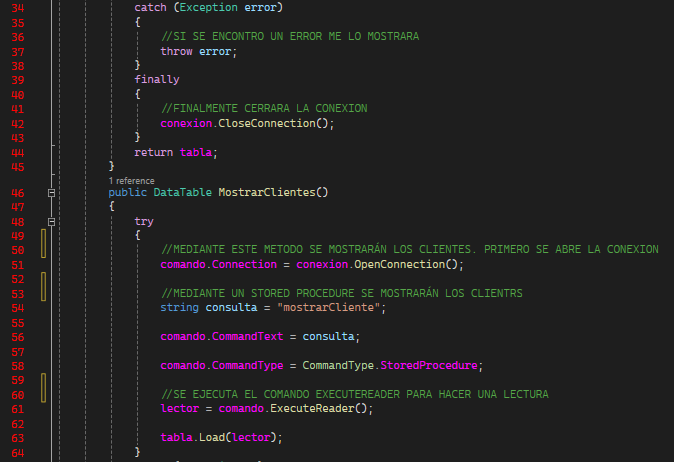 34 catch (Exception error)
35 {
36 //SI SE ENCONTRO UN ERROR ME LO MOSTRARA
37 throw error;
38 }
39 finally
40 {
41 //FINALMENTE CERRARA LA CONEXION
42 conexion.CloseConnection();
43 }
44 return tabla;
45 }
1 reference
46 public DataTable MostrarClientes()
47 {
48 try
49 {
50 //MEDIANTE ESTE METODO SE MOSTRARÁN LOS CLIENTES. PRIMERO SE ABRE LA CONEXION
51 comando.Connection = conexion.OpenConnection();
52
53 //MEDIANTE UN STORED PROCEDURE SE MOSTRARÁN LOS CLIENTRS
54 string consulta = "mostrarCliente";
55
56 comando.CommandText = consulta;
57
58 comando.CommandType = CommandType.StoredProcedure;
59
60 //SE EJECUTA EL COMANDO EXECUTEREADER PARA HACER UNA LECTURA
61 lector = comando.ExecuteReader();
62
63 tabla.Load(lector);
64 }